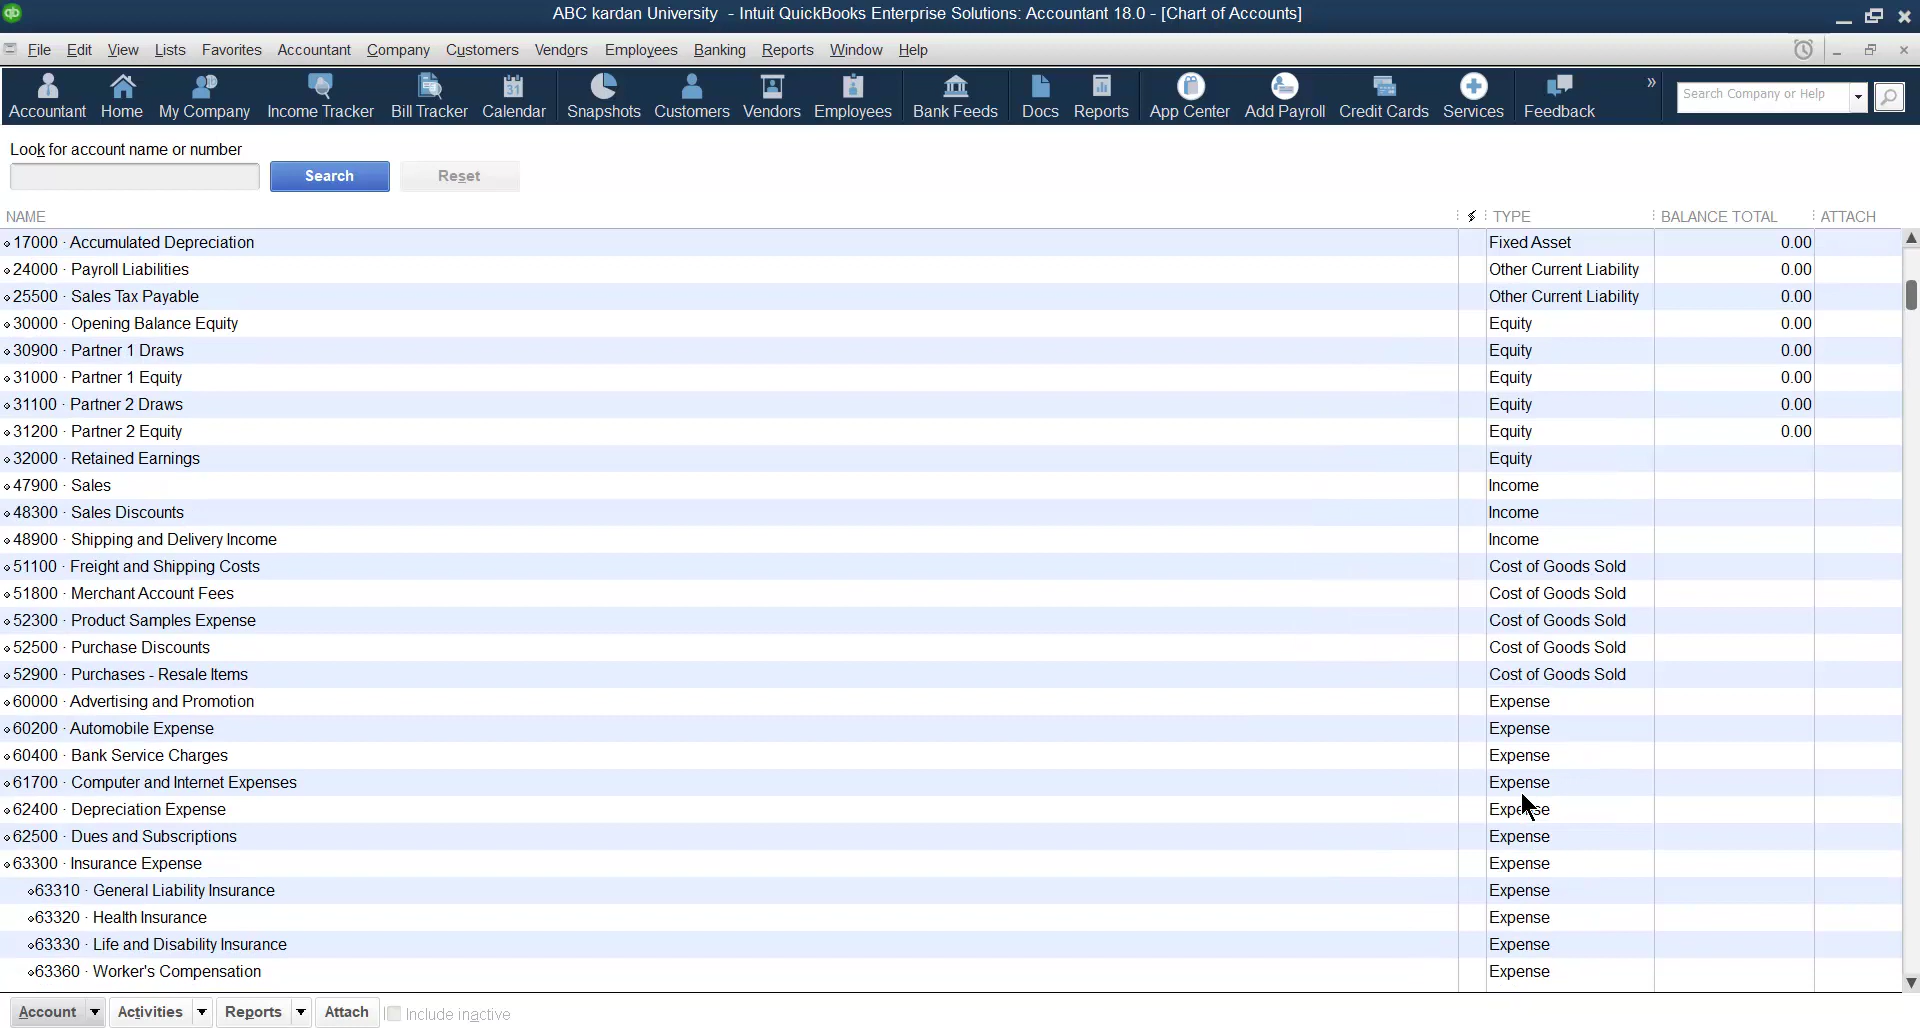 ABC kardan University - Intuit QuickBooks Enterprise Solutions: Accountant 18.0 - [Chart of Accounts]
File Edit View Lists Favorites Accountant Company Customers Vendors Employees Banking Reports Window Help
Accountant Home My Company Income Tracker Bill Tracker Calendar Snapshots Customers Vendors Employees Bank Feeds Docs Reports App Center Add Payroll Credit Cards Services Feedback » Search Company or Help
Look for account name or number
Search Reset
NAME TYPE BALANCE TOTAL ATTACH
17000 · Accumulated Depreciation Fixed Asset 0.00
24000 · Payroll Liabilities Other Current Liability 0.00
25500 · Sales Tax Payable Other Current Liability 0.00
30000 · Opening Balance Equity Equity 0.00
30900 · Partner 1 Draws Equity 0.00
31000 · Partner 1 Equity Equity 0.00
31100 · Partner 2 Draws Equity 0.00
31200 · Partner 2 Equity Equity 0.00
32000 · Retained Earnings Equity
47900 · Sales Income
48300 · Sales Discounts Income
48900 · Shipping and Delivery Income Income
51100 · Freight and Shipping Costs Cost of Goods Sold
51800 · Merchant Account Fees Cost of Goods Sold
52300 · Product Samples Expense Cost of Goods Sold
52500 · Purchase Discounts Cost of Goods Sold
52900 · Purchases - Resale Items Cost of Goods Sold
60000 · Advertising and Promotion Expense
60200 · Automobile Expense Expense
60400 · Bank Service Charges Expense
61700 · Computer and Internet Expenses Expense
62400 · Depreciation Expense Expense
62500 · Dues and Subscriptions Expense
63300 · Insurance Expense Expense
63310 · General Liability Insurance Expense
63320 · Health Insurance Expense
63330 · Life and Disability Insurance Expense
63360 · Worker's Compensation Expense
Account Activities Reports Attach Include inactive